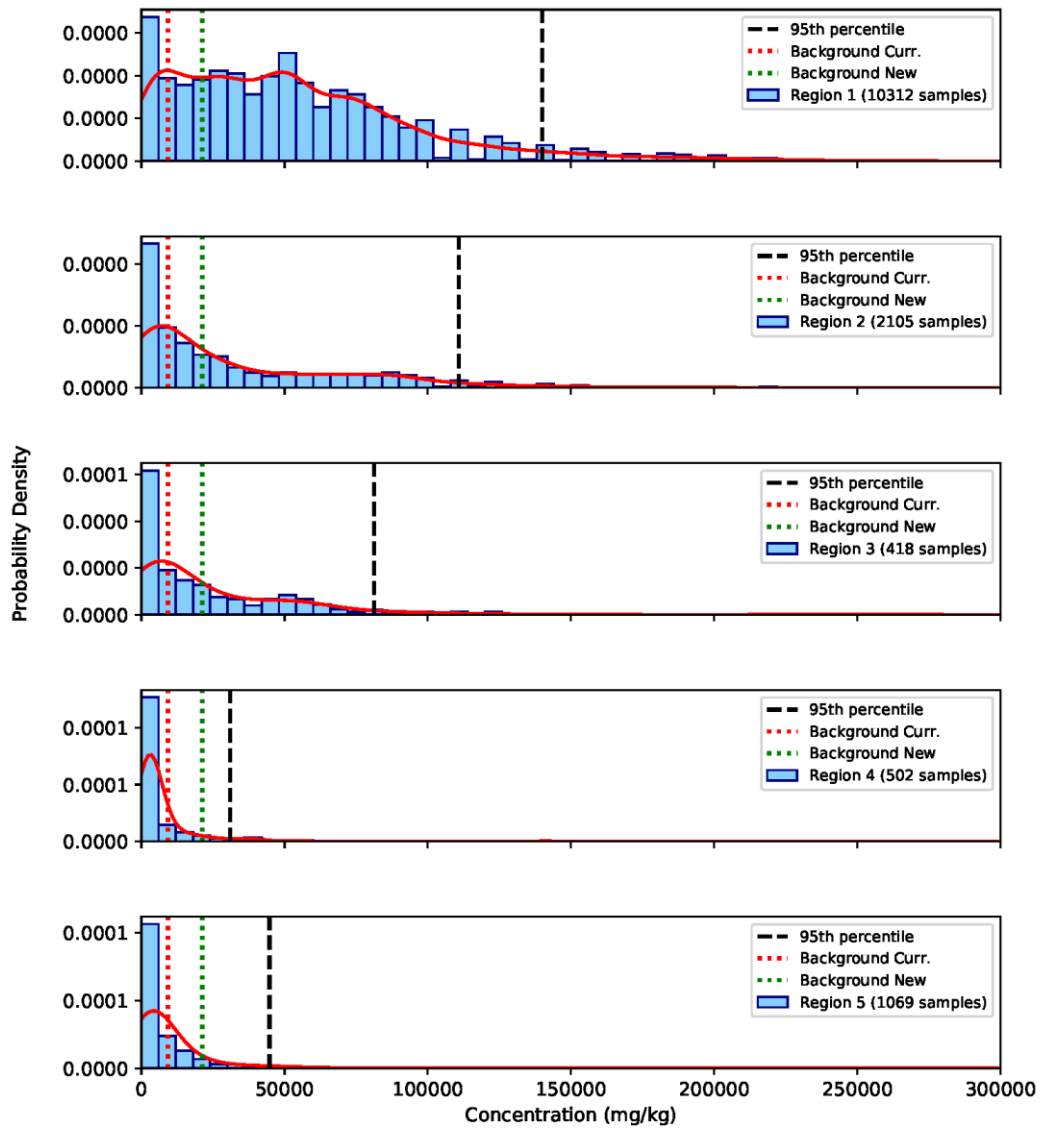 0.0000
0.0000
0.0000
0.0000
95th percentile
Background Curr.
Background New
Region 1 (10312 samples)
0.0000
0.0000
0.0000
95th percentile
Background Curr.
Background New
Region 2 (2105 samples)
Probability Density
0.0001
0.0000
0.0000
0.0000
95th percentile
Background Curr.
Background New
Region 3 (418 samples)
0.0001
0.0001
0.0000
95th percentile
Background Curr.
Background New
Region 4 (502 samples)
0.0001
0.0001
0.0000
95th percentile
Background Curr.
Background New
Region 5 (1069 samples)
0 50000 100000 150000 200000 250000 300000
Concentration (mg/kg)